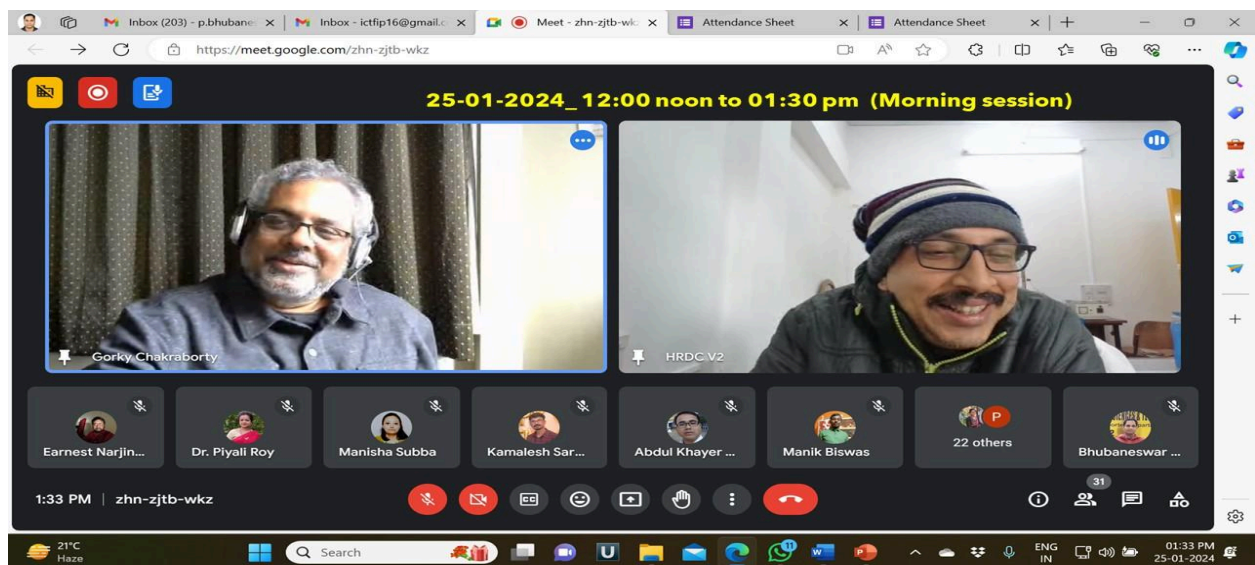 Inbox (203) - p.bhubane
Inbox - ictfip16@gmail.c
Meet - zhn-zjtb-wk
Attendance Sheet
Attendance Sheet
https://meet.google.com/zhn-zjtb-wkz
25-01-2024_12:00 noon to 01:30 pm (Morning session)
Gorky Chakraborty
HRDC V2
P
Earnest Narjin...
Dr. Piyali Roy
Manisha Subba
Kamalesh Sar...
Abdul Khayer ...
Manik Biswas
22 others
Bhubaneswar ...
1:33 PM | zhn-zjtb-wkz
31
21°C
Haze
Search
11
ENG
IN
01:33 PM
25-01-2024